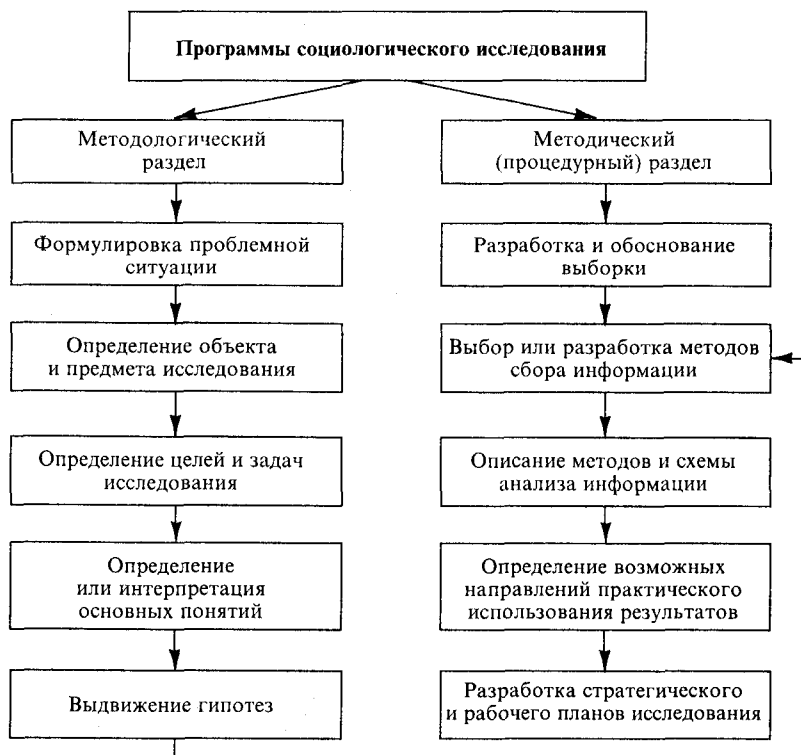 Программы социологического исследования
Методологический
раздел
Формулировка проблемной
ситуации
Определение объекта
и предмета исследования
Определение целей и задач
исследования
Определение
или интерпретация
основных понятий
Выдвижение гипотез
Методический
(процедурный) раздел
Разработка и обоснование
выборки
Выбор или разработка методов
сбора информации
Описание методов и схемы
анализа информации
Определение возможных
направлений практического
использования результатов
Разработка стратегического
и рабочего планов исследования